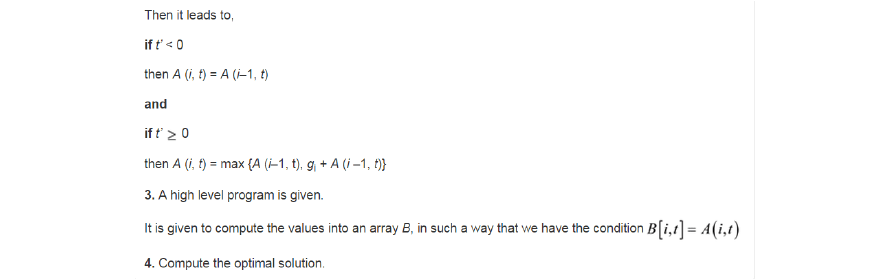 Then it leads to,
if t' < 0
then A (i, t) = A (i–1, t)
and
if t' ≥ 0
then A (i, t) = max {A (i–1, t), gᵢ + A (i –1, t)}
3. A high level program is given.
It is given to compute the values into an array B, in such a way that we have the condition B[i,t] = A(i,t)
4. Compute the optimal solution.